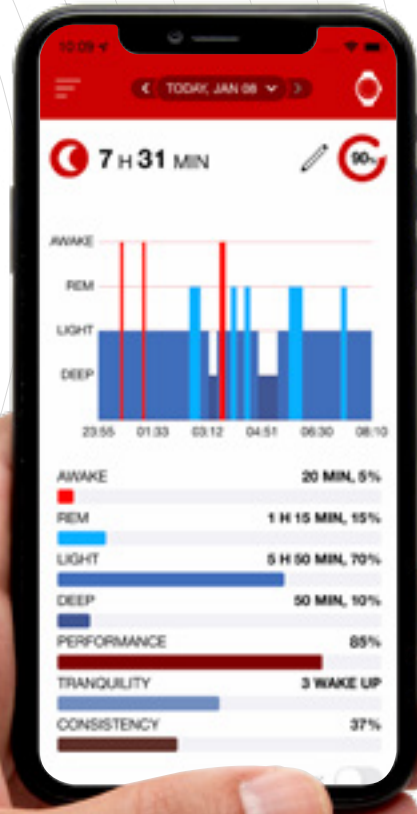 10:09
TODAY, JAN 08
7 H 31 MIN
90%
AWAKE
REM
LIGHT
DEEP
23:55 01:33 03:12 04:51 06:30 08:10
AWAKE 20 MIN, 5%
REM 1 H 15 MIN, 15%
LIGHT 5 H 50 MIN, 70%
DEEP 50 MIN, 10%
PERFORMANCE 85%
TRANQUILITY 3 WAKE UP
CONSISTENCY 37%